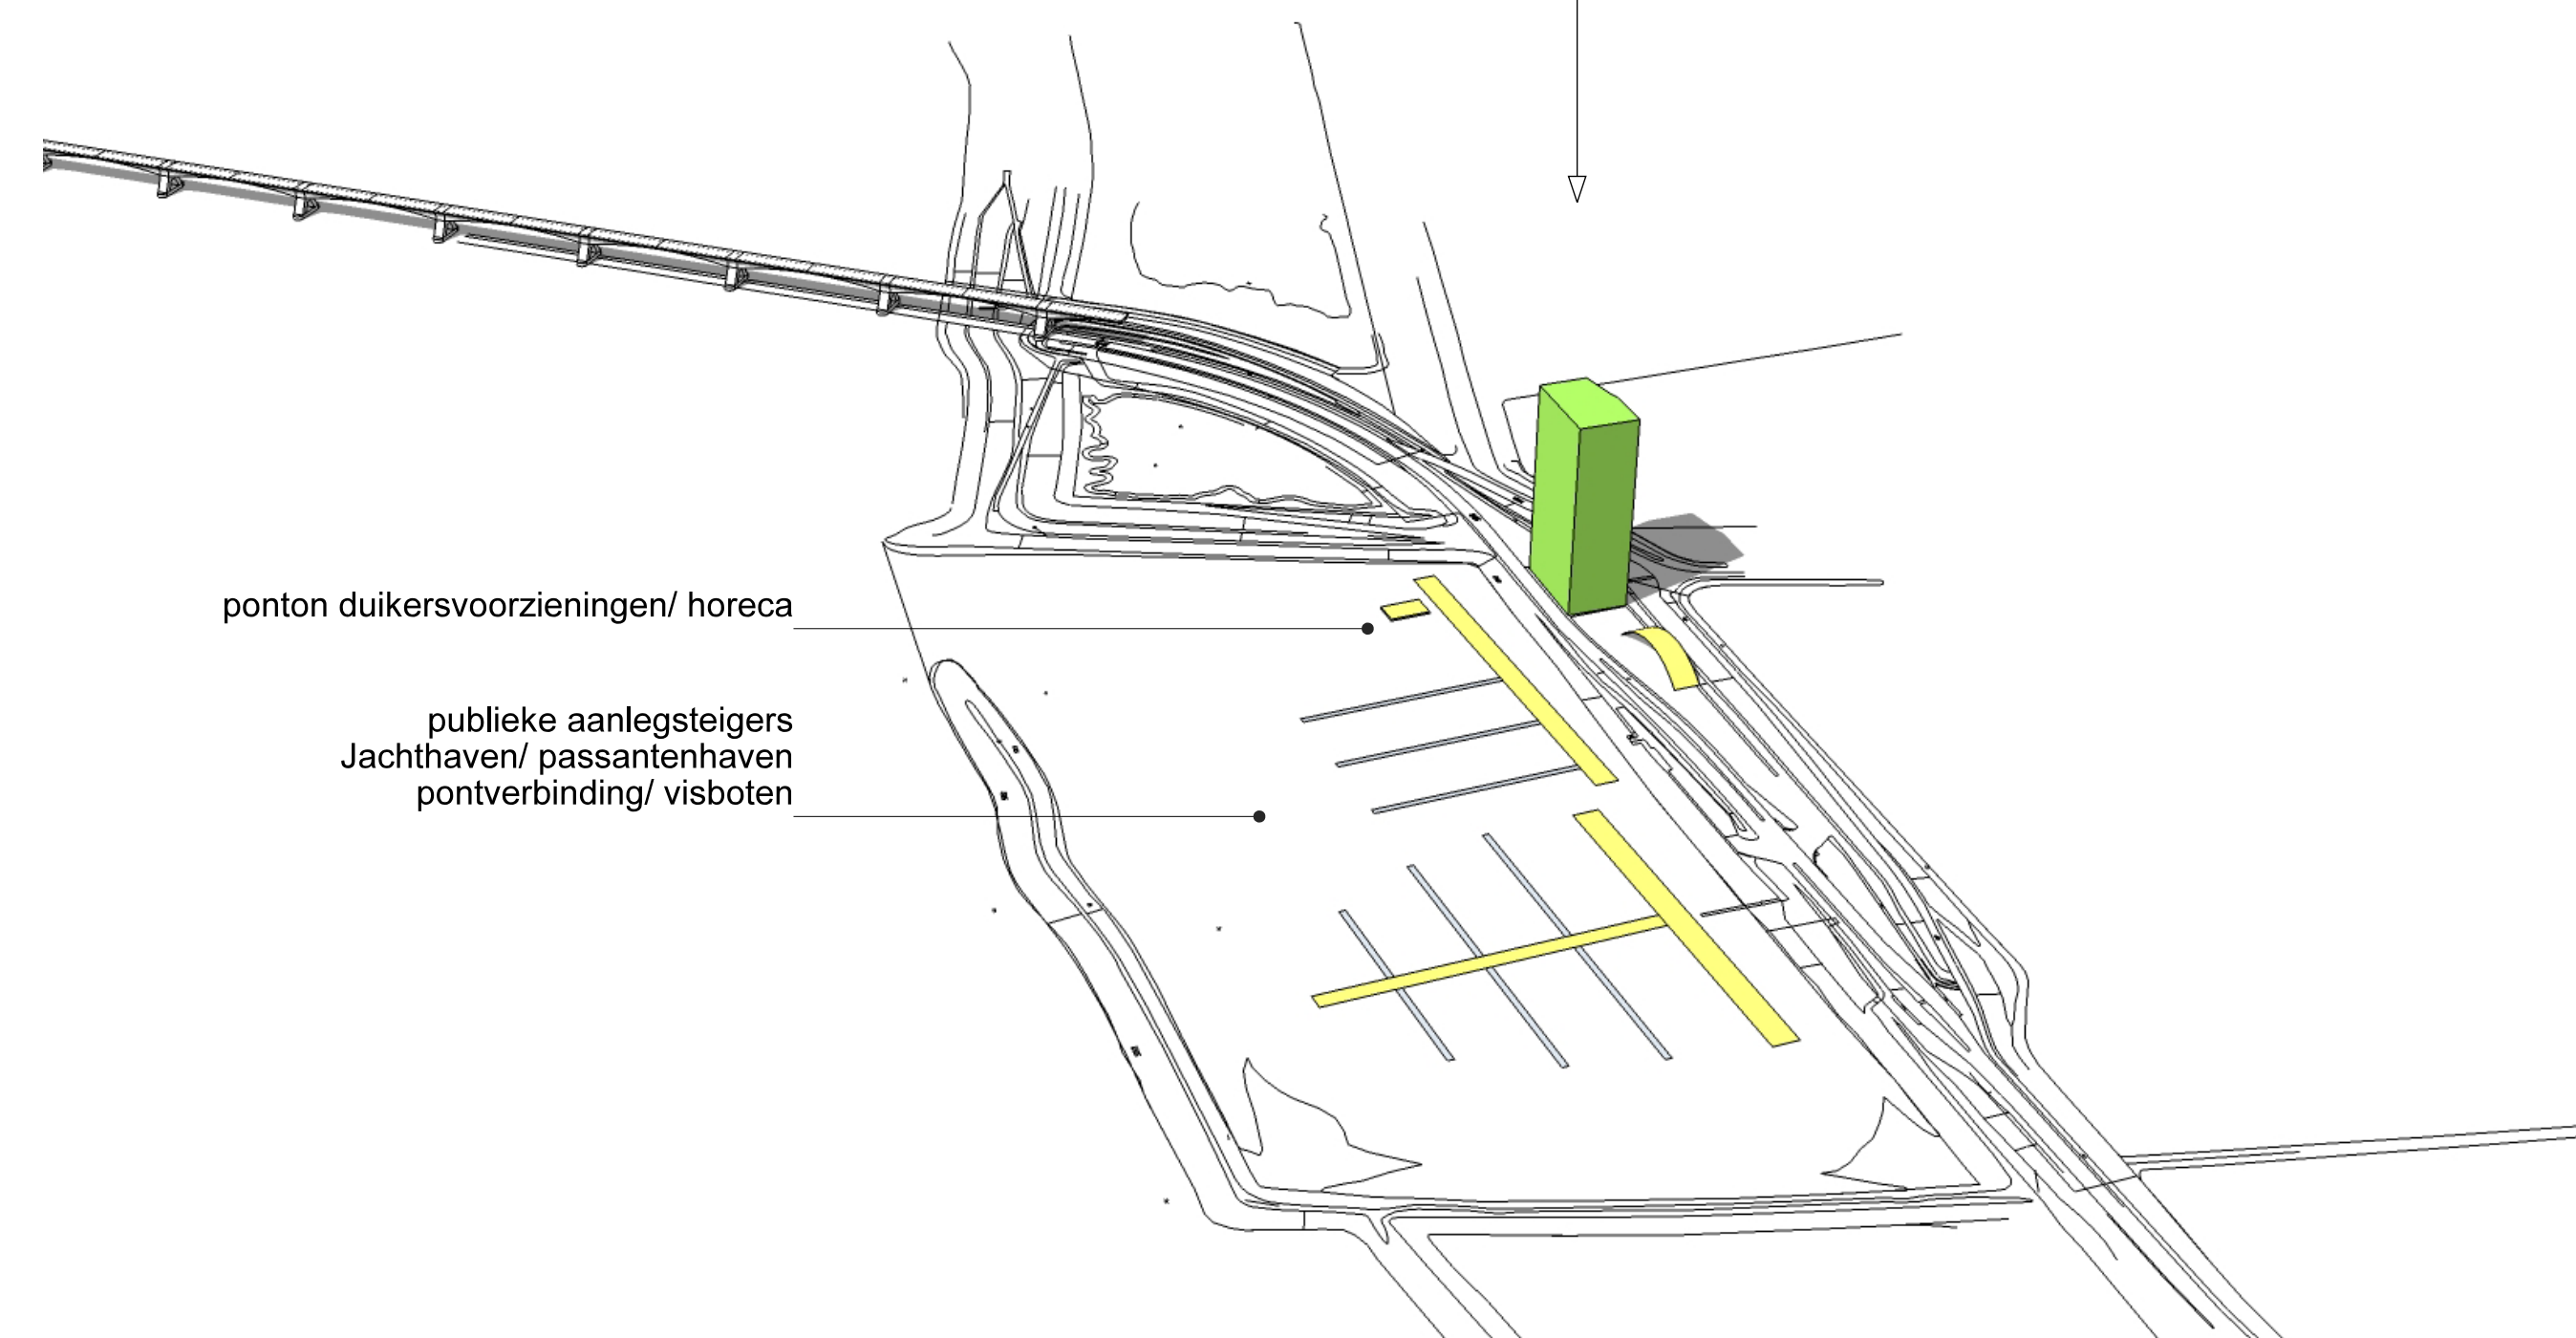 ponton duikersvoorzieningen/ horeca
publieke aanlegsteigers
Jachthaven/ passantenhaven
pontverbinding/ visboten